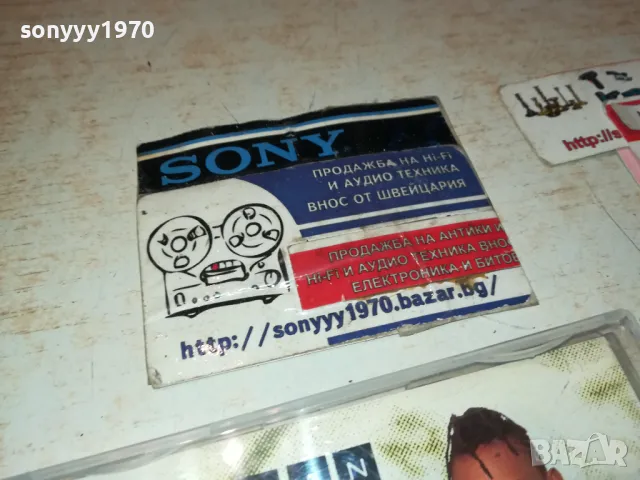 sonyyy1970
SONY
ПРОДАЖБА НА HI-FI
И АУДИО ТЕХНИКА
ВНОС ОТ ШВЕЙЦАРИЯ
ПРОДАЖБА НА АНТИКИ И
HI-FI И АУДИО ТЕХНИКА ВНОС
ЕЛЕКТРОНИКА И БИТОВ
http://sonyyy1970.bazar.bg/
http://s
N
BAZAR